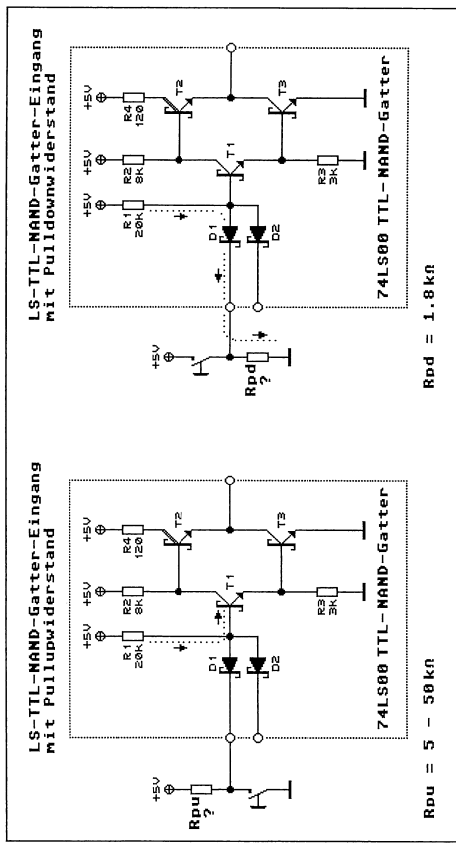 LS-TTL-NAND-Gatter-Eingang
mit Pullupwiderstand
+5V
Rpu
?
+5V
R1
20k
+5V
R2
8k
+5V
R4
120
D1
D2
T1
T2
T3
R3
3k
74LS00 TTL-NAND-Gatter
Rpu = 5 - 50kΩ
LS-TTL-NAND-Gatter-Eingang
mit Pulldownwiderstand
+5V
Rpd
?
+5V
R1
20k
+5V
R2
8k
+5V
R4
120
D1
D2
T1
T2
T3
R3
3k
74LS00 TTL-NAND-Gatter
Rpd = 1.8kΩ